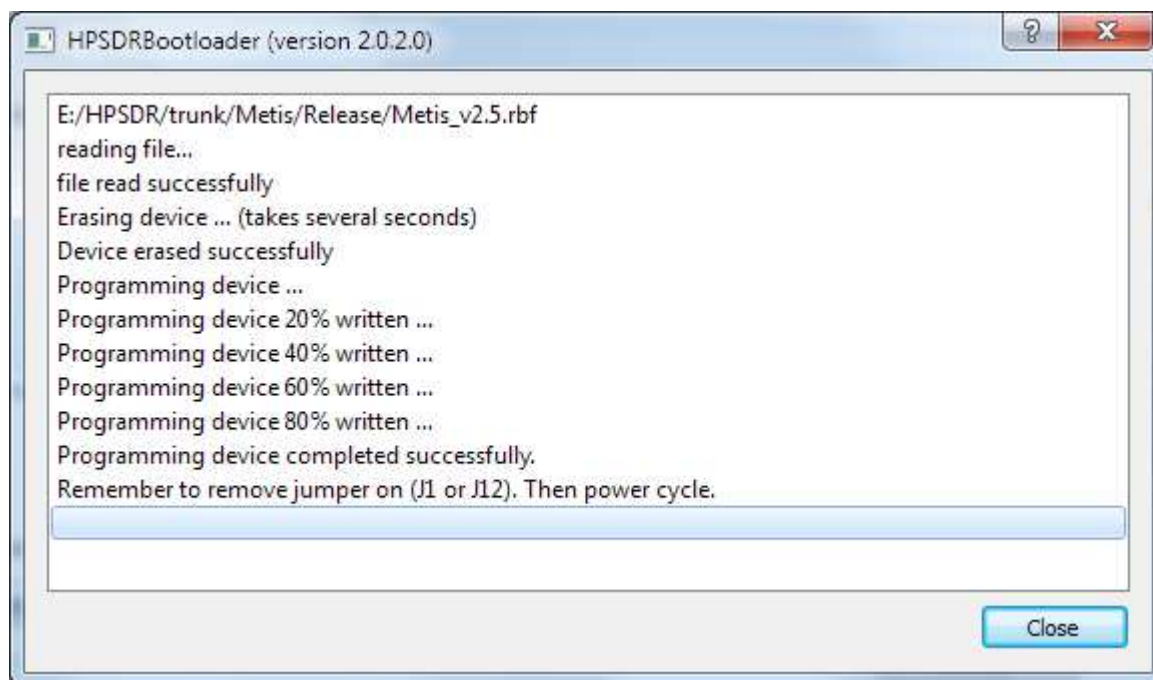 HPSDRBootloader (version 2.0.2.0)
E:/HPSDR/trunk/Metis/Release/Metis_v2.5.rbf
reading file...
file read successfully
Erasing device ... (takes several seconds)
Device erased successfully
Programming device ...
Programming device 20% written ...
Programming device 40% written ...
Programming device 60% written ...
Programming device 80% written ...
Programming device completed successfully.
Remember to remove jumper on (J1 or J12). Then power cycle.
Close